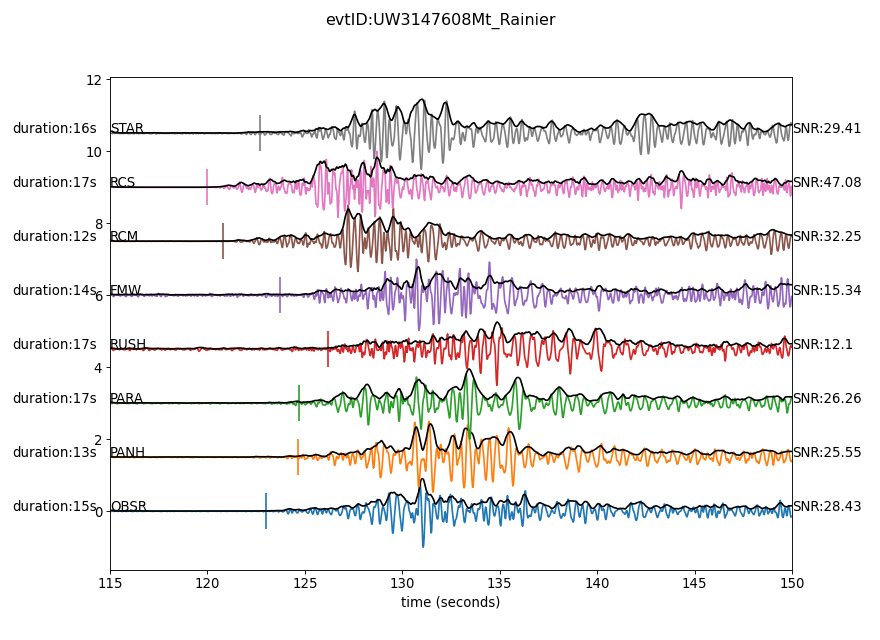 evtID:UW3147608Mt_Rainier
12
duration:16s STAR SNR:29.41
10
duration:17s RCS SNR:47.08
8
duration:12s RCM SNR:32.25
duration:14s FMW SNR:15.34
6
duration:17s RUSH SNR:12.1
4
duration:17s PARA SNR:26.26
2
duration:13s PANH SNR:25.55
duration:15s OBSR SNR:28.43
0
115 120 125 130 135 140 145 150
time (seconds)